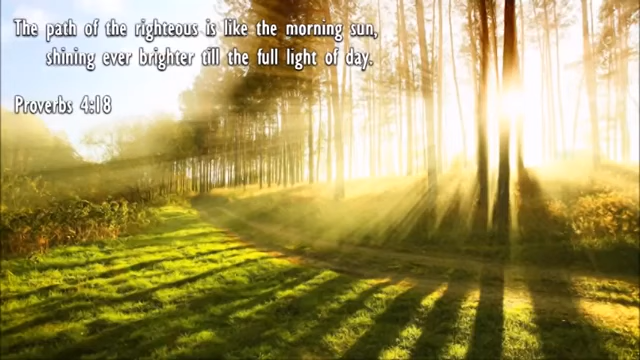 The path of the righteous is like the morning sun,
shining ever brighter till the full light of day.
Proverbs 4:18